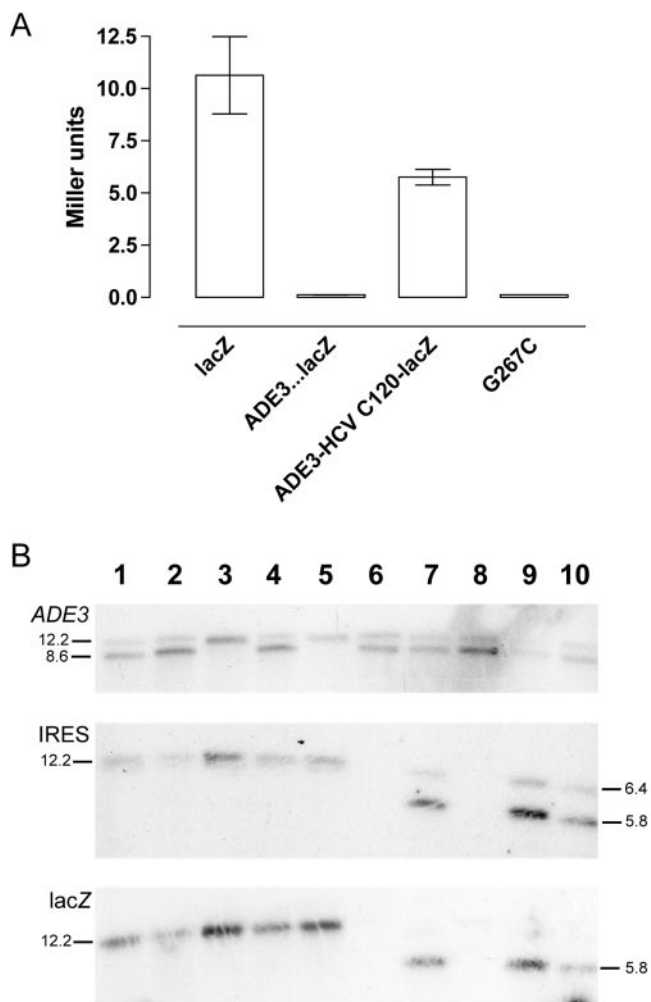 A
12.5
10.0
7.5
5.0
2.5
0.0
Miller units
lacZ
ADE3...lacZ
ADE3-HCV C120-lacZ
G267C
B
1 2 3 4 5 6 7 8 9 10
ADE3
12.2
8.6
IRES
12.2
6.4
5.8
lacZ
12.2
5.8